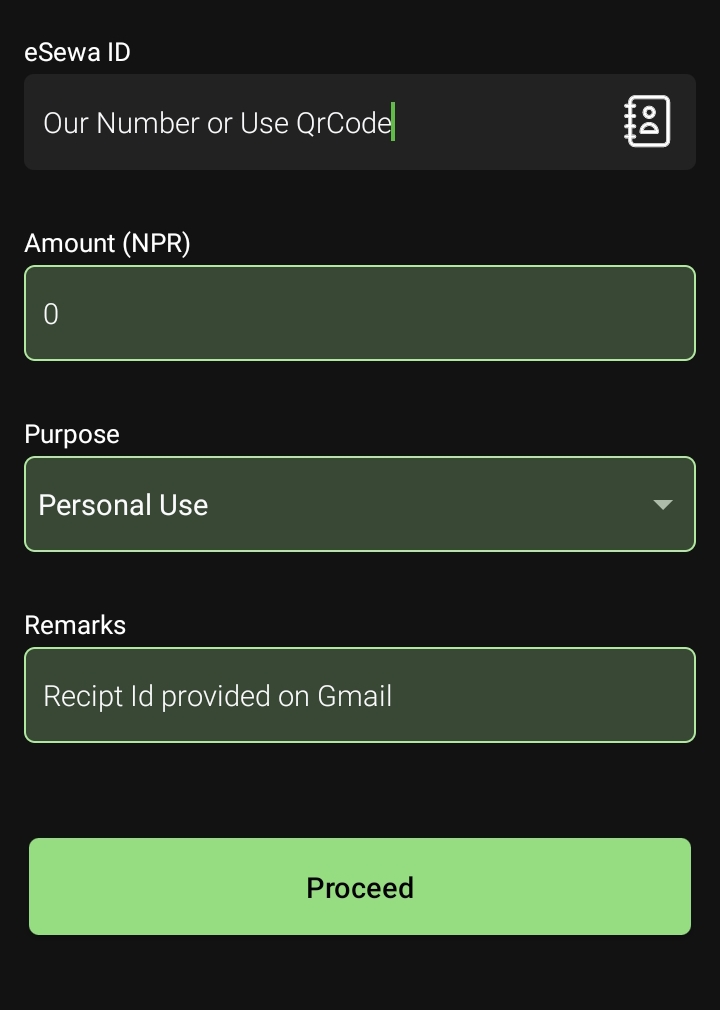 eSewa ID
Our Number or Use QrCode
Amount (NPR)
0
Purpose
Personal Use
Remarks
Recipt Id provided on Gmail
Proceed